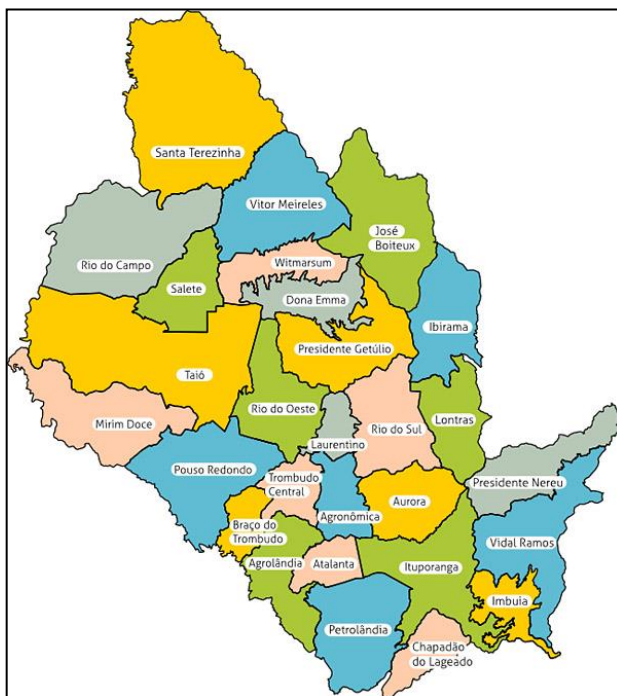 Santa Terezinha
Vitor Meireles
José
Boiteux
Rio do Campo
Witmarsum
Salete
Dona Emma
Ibirama
Presidente Getúlio
Taió
Rio do Oeste
Mirim Doce
Lontras
Rio do Sul
Laurentino
Pouso Redondo
Trombudo
Central
Presidente Nereu
Aurora
Agronômica
Braço do
Trombudo
Vidal Ramos
Agrolândia
Atalanta
Ituporanga
Imbuia
Petrolândia
Chapadão
do Lageado